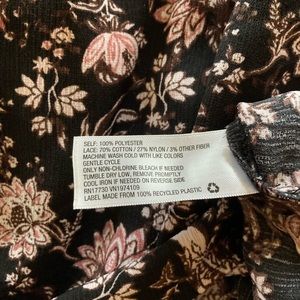 SELF: 100% POLYESTER
LACE: 70% COTTON / 27% NYLON / 3% OTHER FIBER
MACHINE WASH COLD WITH LIKE COLORS
GENTLE CYCLE
ONLY NON-CHLORINE BLEACH IF NEEDED
TUMBLE DRY LOW, REMOVE PROMPTLY
COOL IRON IF NEEDED ON REVERSE SIDE
RN17730 VN1974109
LABEL MADE FROM 100% RECYCLED PLASTIC